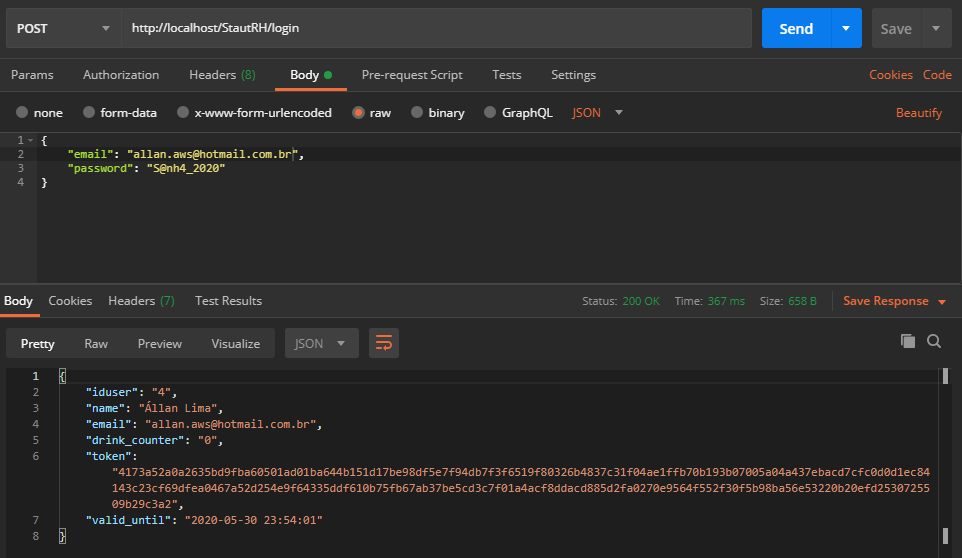 POST http://localhost/StautRH/login Send Save
Params Authorization Headers (8) Body Pre-request Script Tests Settings Cookies Code
none form-data x-www-form-urlencoded raw binary GraphQL JSON Beautify
1 {
2 "email": "allan.aws@hotmail.com.br",
3 "password": "S@nh4_2020"
4 }
Body Cookies Headers (7) Test Results Status: 200 OK Time: 367 ms Size: 658 B Save Response
Pretty Raw Preview Visualize JSON
1 {
2 "iduser": "4",
3 "name": "Állan Lima",
4 "email": "allan.aws@hotmail.com.br",
5 "drink_counter": "0",
6 "token":
"4173a52a0a2635bd9fba60501ad01ba644b151d17be98df5e7f94db7f3f6519f80326b4837c31f04ae1ffb70b193b07005a04a437ebacd7cfc0d0d1ec84
143c23cf69dfea0467a52d254e9f64335ddf610b75fb67ab37be5cd3c7f01a4acf8ddacd885d2fa0270e9564f552f30f5b98ba56e53220b20efd25307255
09b29c3a2",
7 "valid_until": "2020-05-30 23:54:01"
8 }